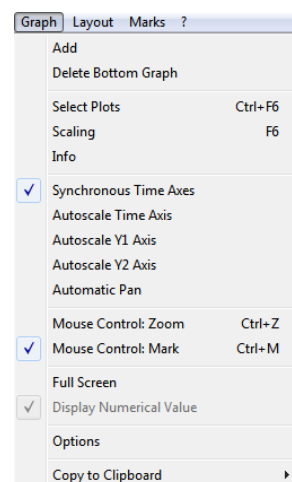 Graph Layout Marks ?
Add
Delete Bottom Graph
Select Plots Ctrl+F6
Scaling F6
Info
Synchronous Time Axes
Autoscale Time Axis
Autoscale Y1 Axis
Autoscale Y2 Axis
Automatic Pan
Mouse Control: Zoom Ctrl+Z
Mouse Control: Mark Ctrl+M
Full Screen
Display Numerical Value
Options
Copy to Clipboard